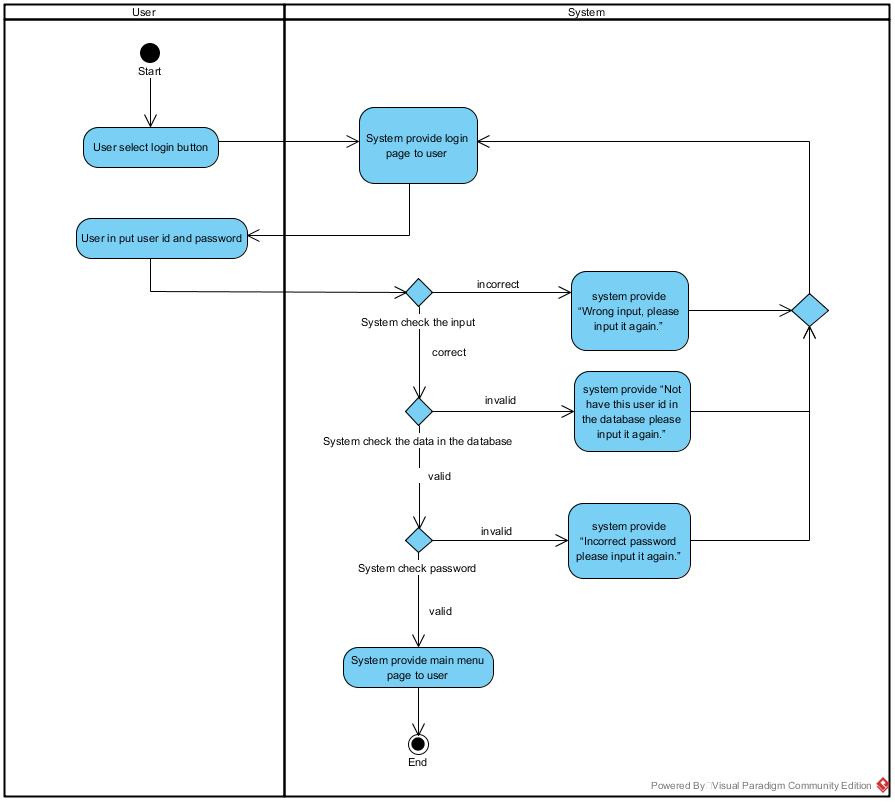 User
System
Start
User select login button
System provide login
page to user
User in put user id and password
incorrect
system provide
“Wrong input, please
input it again.”
System check the input
correct
invalid
system provide “Not
have this user id in
the database please
input it again.”
System check the data in the database
valid
invalid
system provide
“Incorrect password
please input it again.”
System check password
valid
System provide main menu
page to user
End
Powered By Visual Paradigm Community Edition